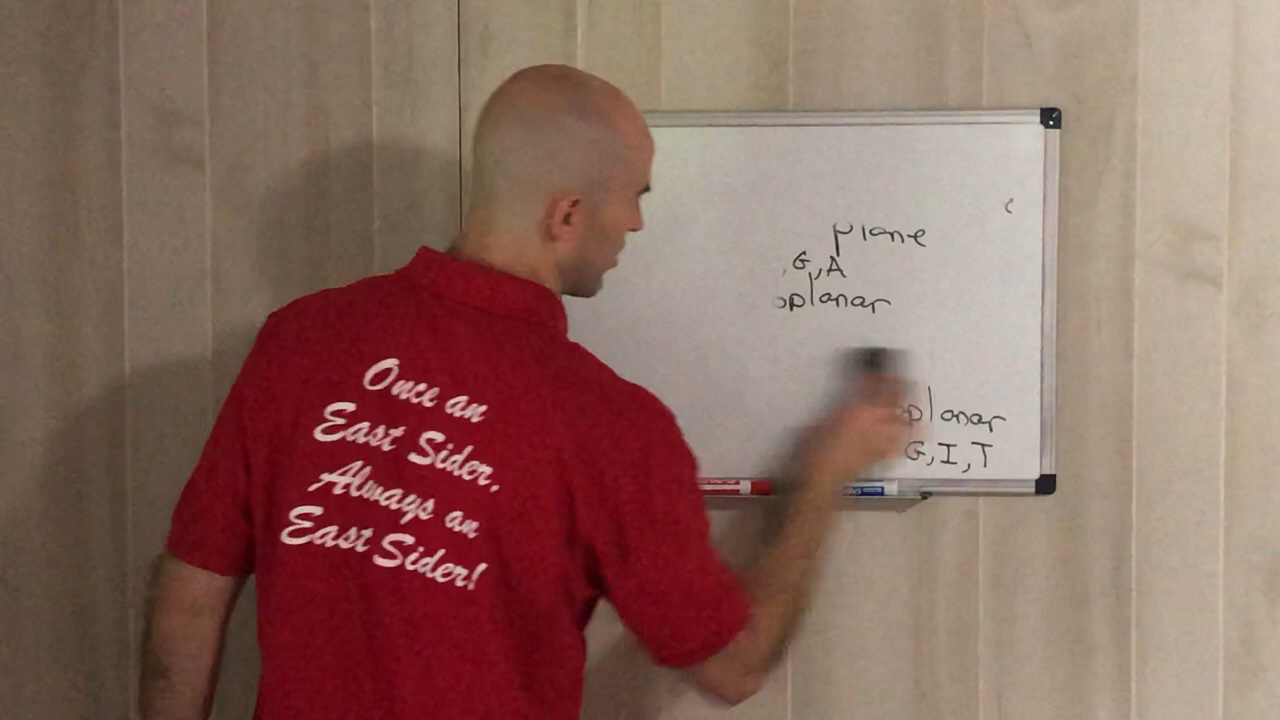 Once an
East Sider,
Always an
East Sider!
plane
, G, A
oplanar
planar
G, I, T